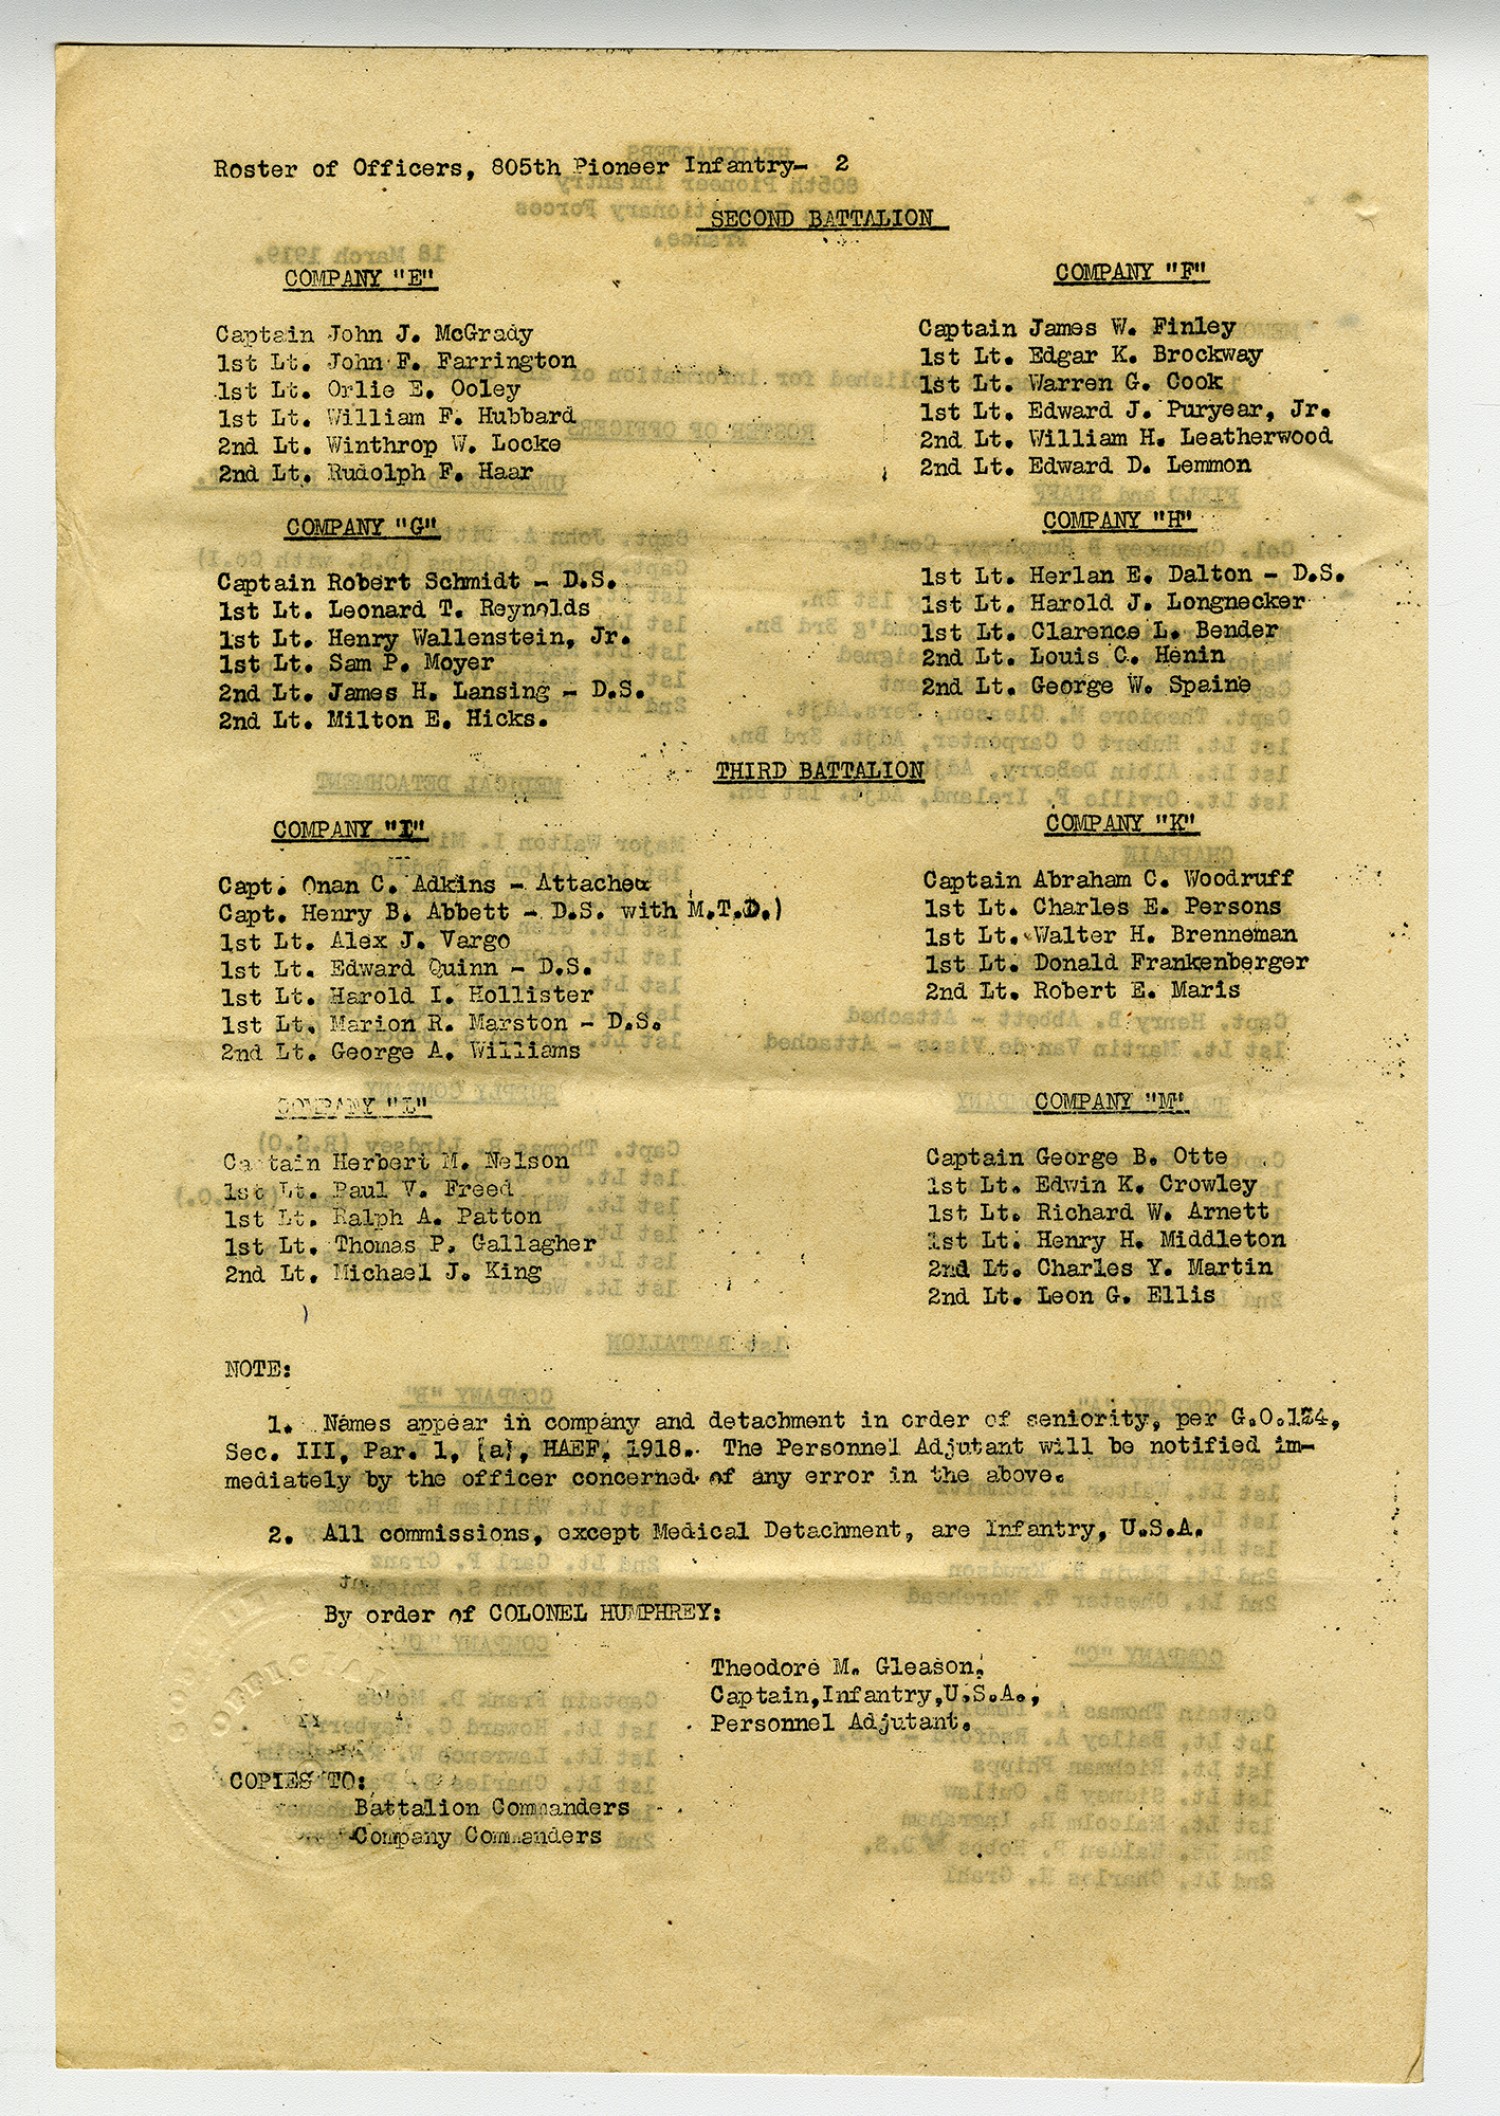 Roster of Officers, 805th Pioneer Infantry- 2
SECOND BATTALION
COMPANY "E"
Captain John J. McGrady
1st Lt. John F. Farrington
1st Lt. Orlie E. Ooley
1st Lt. William F. Hubbard
2nd Lt. Winthrop W. Locke
2nd Lt. Rudolph F. Haar
COMPANY "F"
Captain James W. Finley
1st Lt. Edgar K. Brockway
1st Lt. Warren G. Cook
1st Lt. Edward J. Puryear, Jr.
2nd Lt. William H. Leatherwood
2nd Lt. Edward D. Lemmon
COMPANY "G"
Captain Robert Schmidt - D.S.
1st Lt. Leonard T. Reynolds
1st Lt. Henry Wallenstein, Jr.
1st Lt. Sam P. Moyer
2nd Lt. James H. Lansing - D.S.
2nd Lt. Milton E. Hicks.
COMPANY "H"
1st Lt. Herlan E. Dalton - D.S.
1st Lt. Harold J. Longnecker
1st Lt. Clarence L. Bender
2nd Lt. Louis C. Henin
2nd Lt. George W. Spaine
THIRD BATTALION
COMPANY "I"
Capt. Onan C. Adkins - Attached
Capt. Henry B. Abbett - D.S. with M.T.D.)
1st Lt. Alex J. Vargo
1st Lt. Edward Quinn - D.S.
1st Lt. Harold I. Hollister
1st Lt. Marion R. Marston - D.S.
2nd Lt. George A. Williams
COMPANY "K"
Captain Abraham C. Woodruff
1st Lt. Charles E. Persons
1st Lt. Walter H. Brenneman
1st Lt. Donald Frankenberger
2nd Lt. Robert E. Maris
COMPANY "L"
Captain Herbert M. Nelson
1st Lt. Paul V. Freed
1st Lt. Ralph A. Patton
1st Lt. Thomas P. Gallagher
2nd Lt. Michael J. King
COMPANY "M"
Captain George B. Otte
1st Lt. Edwin K. Crowley
1st Lt. Richard W. Arnett
1st Lt. Henry H. Middleton
2nd Lt. Charles Y. Martin
2nd Lt. Leon G. Ellis
NOTE:
1. Names appear in company and detachment in order of seniority, per
Sec. III, Par. 1, [a], HAEF, 1918. The Personnel Adjutant will be notified im-
mediately by the officer concerned of any error in the above.
2. All commissions, except Medical Detachment, are Infantry, U.S.A.
By order of COLONEL HUMPHREY:
Theodore M. Gleason,
Captain,Infantry,U.S.A.,
Personnel Adjutant.
COPIES TO:
Battalion Commanders
Company Commanders
OFFICIAL